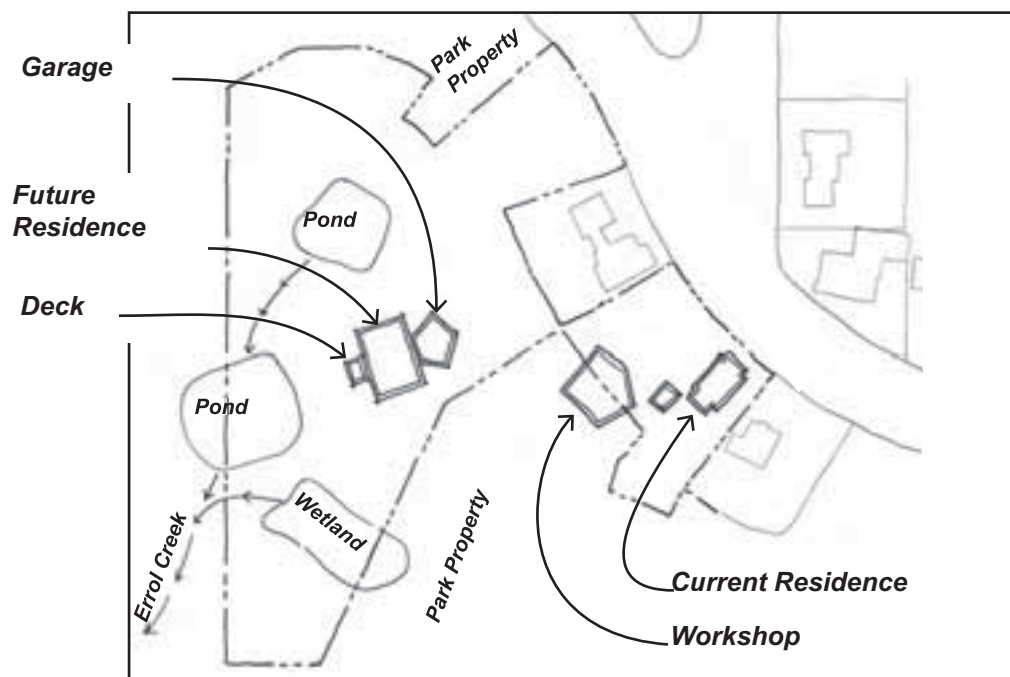 Garage
Park
Property
Future
Residence
Pond
Deck
Pond
Wetland
Errol Creek
Park Property
Current Residence
Workshop